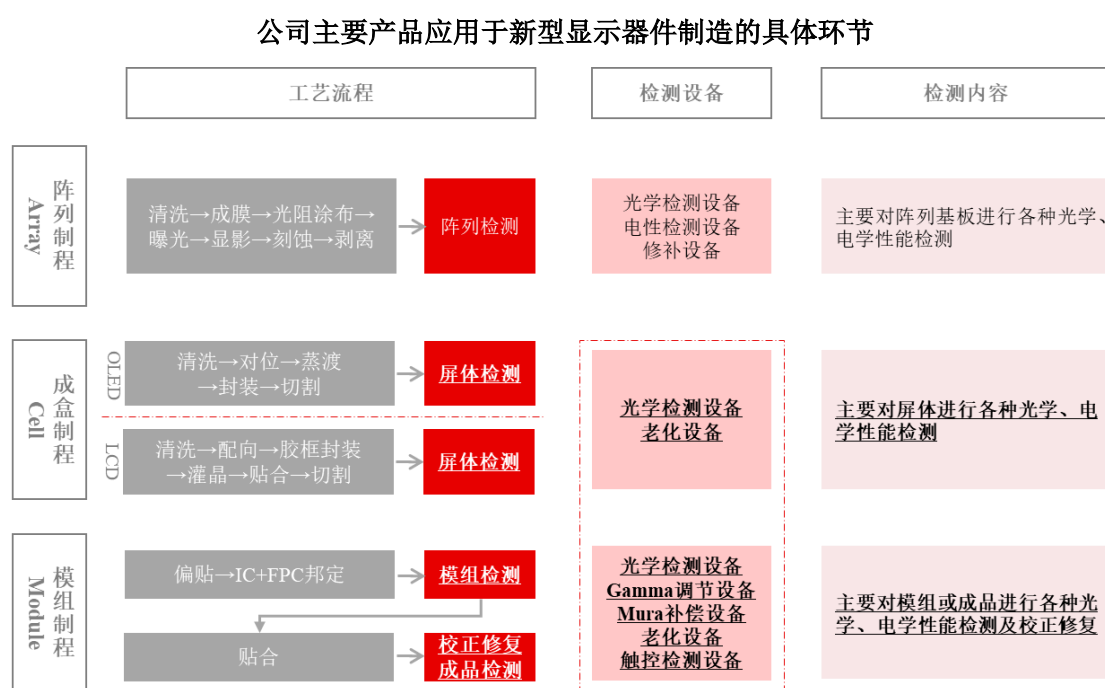 公司主要产品应用于新型显示器件制造的具体环节
工艺流程
检测设备
检测内容
阵列制程
Array
清洗→成膜→光阻涂布→
曝光→显影→刻蚀→剥离
阵列检测
光学检测设备
电性检测设备
修补设备
主要对阵列基板进行各种光学、
电学性能检测
成盒制程
Cell
OLED
清洗→对位→蒸渡
→封装→切割
屏体检测
LCD
清洗→配向→胶框封装
→灌晶→贴合→切割
屏体检测
光学检测设备
老化设备
主要对屏体进行各种光学、电
学性能检测
模组制程
Module
偏贴→IC+FPC邦定
模组检测
贴合
校正修复
成品检测
光学检测设备
Gamma调节设备
Mura补偿设备
老化设备
触控检测设备
主要对模组或成品进行各种光
学、电学性能检测及校正修复